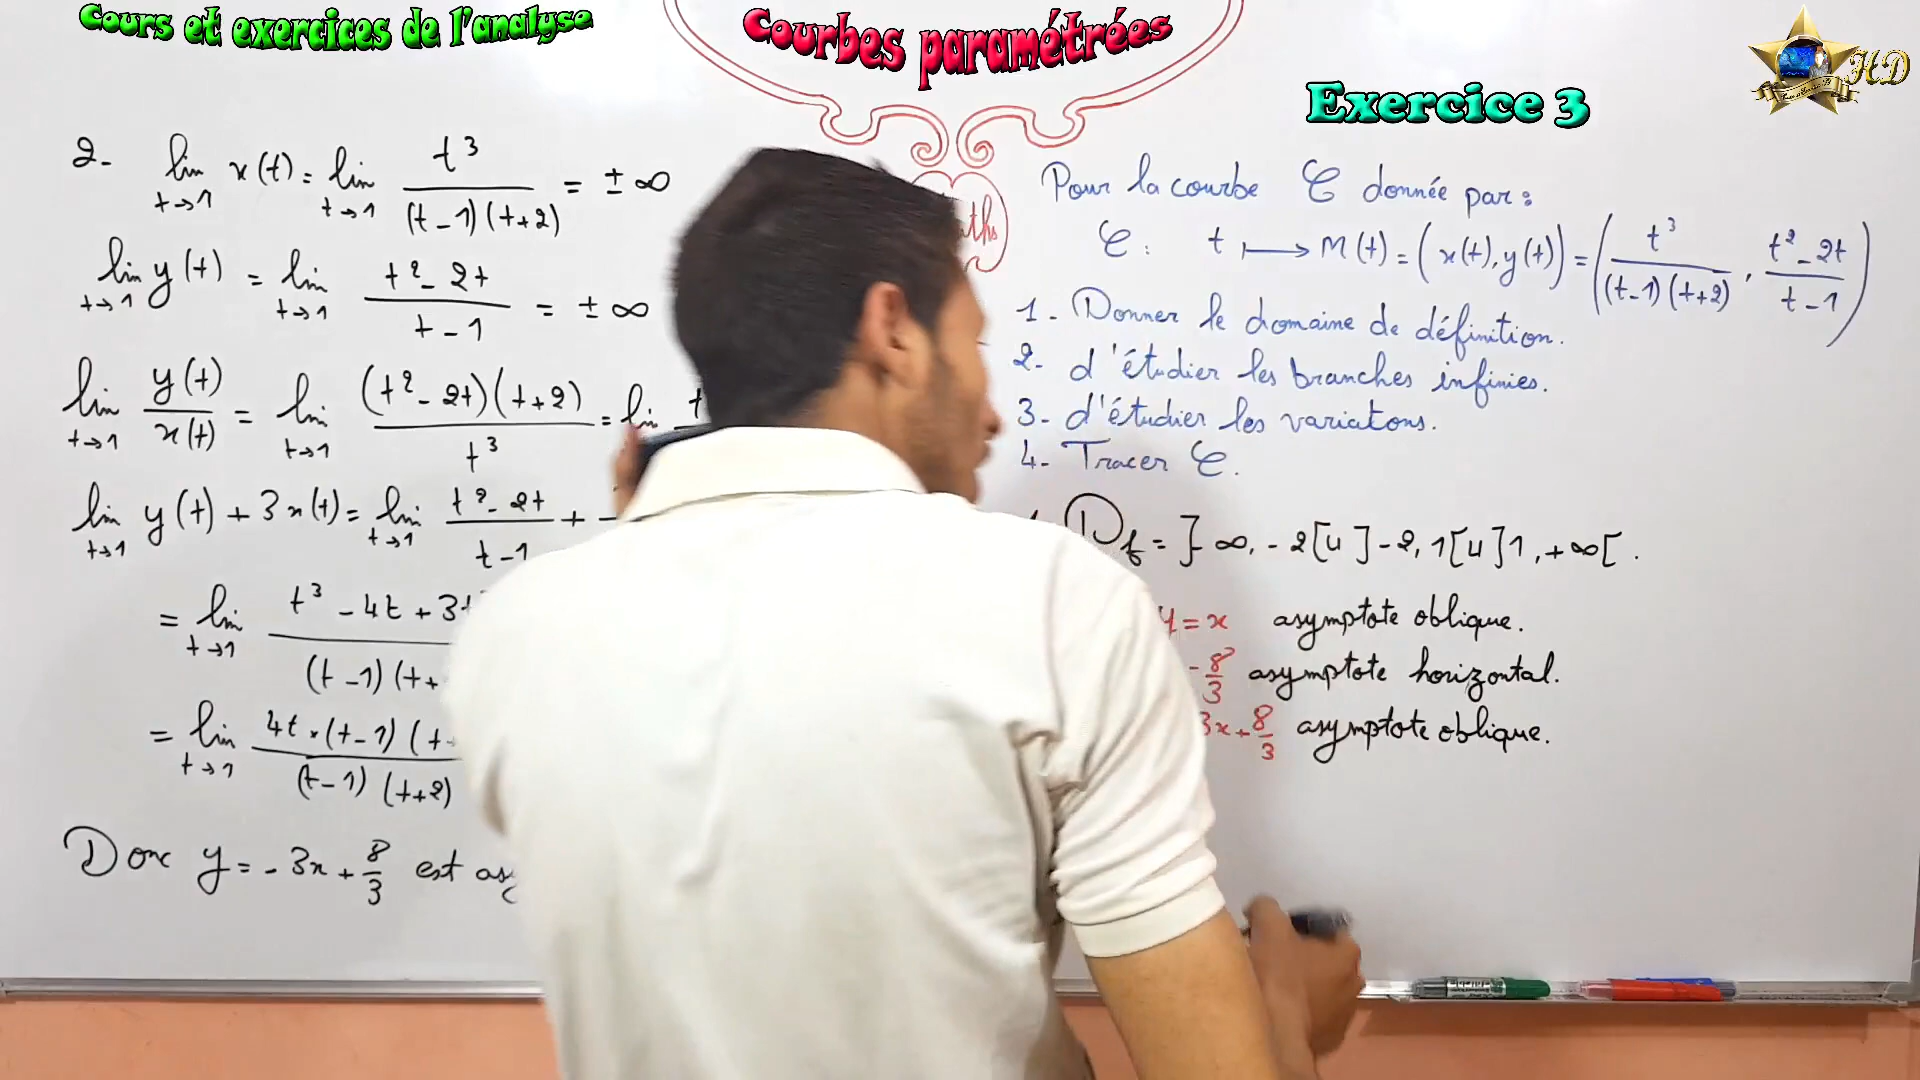 Cours et exercices de l'analyse
Courbes paramétrées
Exercice 3
HD
2- lim t→1 x(t) = lim t→1 t³ / (t-1)(t+2) = ± ∞
lim t→1 y(t) = lim t→1 t²-2t / t-1 = ± ∞
lim t→1 y(t) / x(t) = lim t→1 (t²-2t)(t+2) / t³ = lim
lim t→1 y(t) + 3x(t) = lim t→1 t²-2t / t-1 +
= lim t→1 t³ - 4t + 3t / (t-1)(t+
= lim t→1 4t·(t-1)(t / (t-1)(t+2)
Donc y = -3x + 8/3 est as
Pour la courbe C donnée par :
C : t ↦ M(t) = (x(t), y(t)) = (t³ / (t-1)(t+2), t²-2t / t-1)
1- Donner le domaine de définition.
2- d'étudier les branches infinies.
3- d'étudier les variatons.
4- Tracer C.
Df = ]-∞, -2[ U ]-2, 1[ U ]1, +∞[.
y = x asymptote oblique.
-8/3 asymptote horizontal.
3x + 8/3 asymptote oblique.